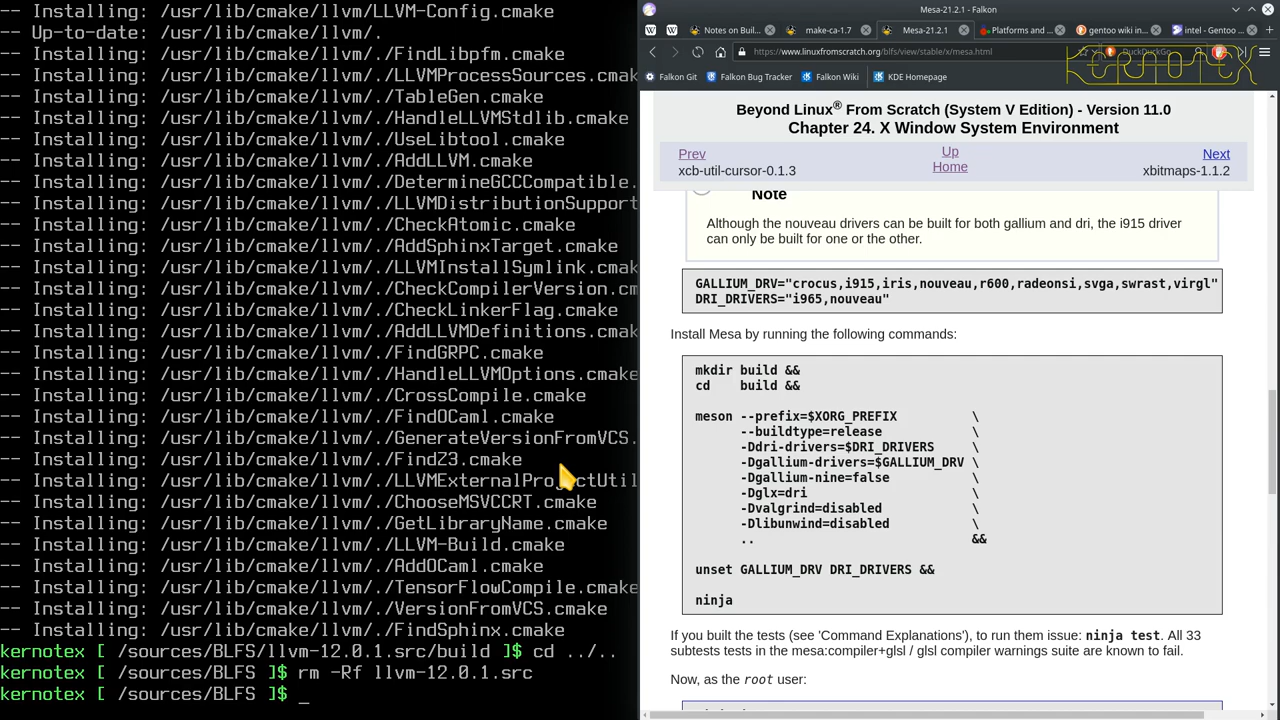 -- Installing: /usr/lib/cmake/llvm/LLVM-Config.cmake
-- Up-to-date: /usr/lib/cmake/llvm/.
-- Installing: /usr/lib/cmake/llvm/./FindLibpfm.cmake
-- Installing: /usr/lib/cmake/llvm/./LLVMProcessSources.cma
-- Installing: /usr/lib/cmake/llvm/./TableGen.cmake
-- Installing: /usr/lib/cmake/llvm/./HandleLLVMStdlib.cmake
-- Installing: /usr/lib/cmake/llvm/./UseLibtool.cmake
-- Installing: /usr/lib/cmake/llvm/./AddLLVM.cmake
-- Installing: /usr/lib/cmake/llvm/./DetermineGCCCompatible.
-- Installing: /usr/lib/cmake/llvm/./LLVMDistributionSupport
-- Installing: /usr/lib/cmake/llvm/./CheckAtomic.cmake
-- Installing: /usr/lib/cmake/llvm/./AddSphinxTarget.cmake
-- Installing: /usr/lib/cmake/llvm/./LLVMInstallSymlink.cmak
-- Installing: /usr/lib/cmake/llvm/./CheckCompilerVersion.cm
-- Installing: /usr/lib/cmake/llvm/./CheckLinkerFlag.cmake
-- Installing: /usr/lib/cmake/llvm/./AddLLVMDefinitions.cmak
-- Installing: /usr/lib/cmake/llvm/./FindGRPC.cmake
-- Installing: /usr/lib/cmake/llvm/./HandleLLVMOptions.cmake
-- Installing: /usr/lib/cmake/llvm/./CrossCompile.cmake
-- Installing: /usr/lib/cmake/llvm/./FindOCaml.cmake
-- Installing: /usr/lib/cmake/llvm/./GenerateVersionFromVCS.
-- Installing: /usr/lib/cmake/llvm/./FindZ3.cmake
-- Installing: /usr/lib/cmake/llvm/./LLVMExternalProjectUtil
-- Installing: /usr/lib/cmake/llvm/./ChooseMSVCCRT.cmake
-- Installing: /usr/lib/cmake/llvm/./GetLibraryName.cmake
-- Installing: /usr/lib/cmake/llvm/./LLVM-Build.cmake
-- Installing: /usr/lib/cmake/llvm/./AddOCaml.cmake
-- Installing: /usr/lib/cmake/llvm/./TensorFlowCompile.cmake
-- Installing: /usr/lib/cmake/llvm/./VersionFromVCS.cmake
-- Installing: /usr/lib/cmake/llvm/./FindSphinx.cmake
kernotex [ /sources/BLFS/llvm-12.0.1.src/build ]$ cd ../..
kernotex [ /sources/BLFS ]$ rm -Rf llvm-12.0.1.src
kernotex [ /sources/BLFS ]$ _
Mesa-21.2.1 - Falkon
Notes on Buil... make-ca-1.7 Mesa-21.2.1 Platforms and ... gentoo wiki in... intel - Gentoo ...
https://www.linuxfromscratch.org/blfs/view/stable/x/mesa.html DuckDuckGo
KERNOTEX
Falkon Git Falkon Bug Tracker Falkon Wiki KDE Homepage
Beyond Linux® From Scratch (System V Edition) - Version 11.0
Chapter 24. X Window System Environment
Prev Up Next
xcb-util-cursor-0.1.3 Home xbitmaps-1.1.2
Note
Although the nouveau drivers can be built for both gallium and dri, the i915 driver
can only be built for one or the other.
GALLIUM_DRV="crocus,i915,iris,nouveau,r600,radeonsi,svga,swrast,virgl"
DRI_DRIVERS="i965,nouveau"
Install Mesa by running the following commands:
mkdir build &&
cd    build &&
meson --prefix=$XORG_PREFIX          \
      --buildtype=release            \
      -Ddri-drivers=$DRI_DRIVERS     \
      -Dgallium-drivers=$GALLIUM_DRV \
      -Dgallium-nine=false           \
      -Dglx=dri                      \
      -Dvalgrind=disabled            \
      -Dlibunwind=disabled           \
      ..                             &&
unset GALLIUM_DRV DRI_DRIVERS &&
ninja
If you built the tests (see 'Command Explanations'), to run them issue: ninja test. All 33
subtests tests in the mesa:compiler+glsl / glsl compiler warnings suite are known to fail.
Now, as the root user: